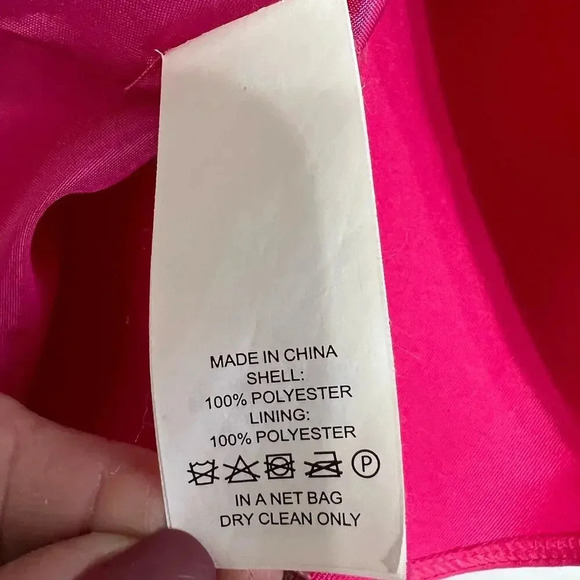 MADE IN CHINA
SHELL:
100% POLYESTER
LINING:
100% POLYESTER
P
IN A NET BAG
DRY CLEAN ONLY